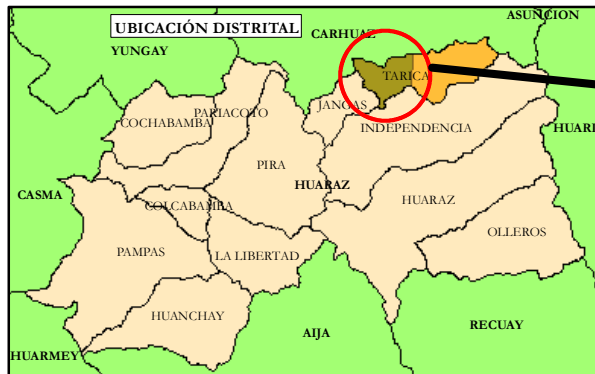 UBICACIÓN DISTRITAL
ASUNCION
CARHUAZ
YUNGAY
TARICA
JANGAS
PARIACOTO
COCHABAMBA
INDEPENDENCIA
HUARI
PIRA
HUARAZ
CASMA
HUARAZ
COLCABAMBA
OLLEROS
PAMPAS
LA LIBERTAD
HUANCHAY
RECUAY
AIJA
HUARMEY